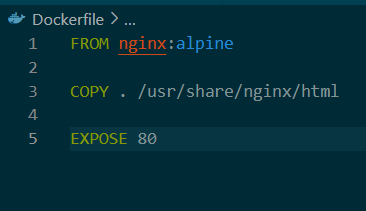 Dockerfile > ...
1 FROM nginx:alpine
2
3 COPY . /usr/share/nginx/html
4
5 EXPOSE 80